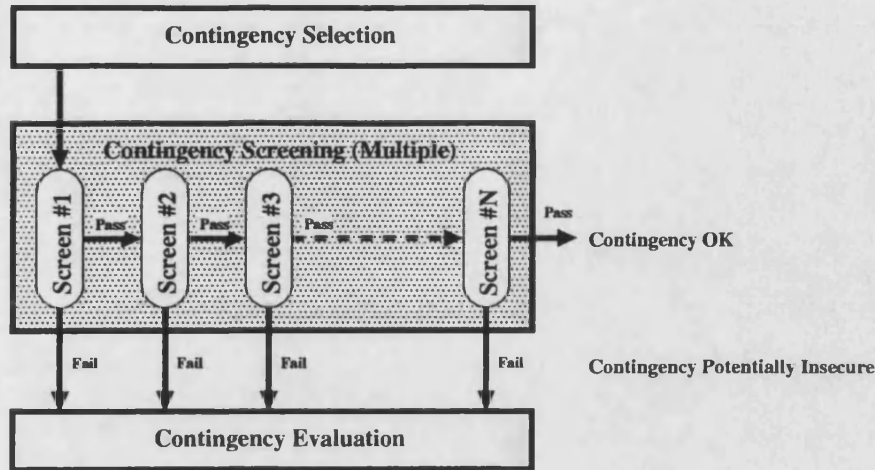 Contingency Selection
Contingency Screening (Multiple)
Screen #1
Pass
Screen #2
Pass
Screen #3
Pass
Screen #N
Pass
Contingency OK
Fail
Fail
Fail
Fail
Contingency Potentially Insecure
Contingency Evaluation